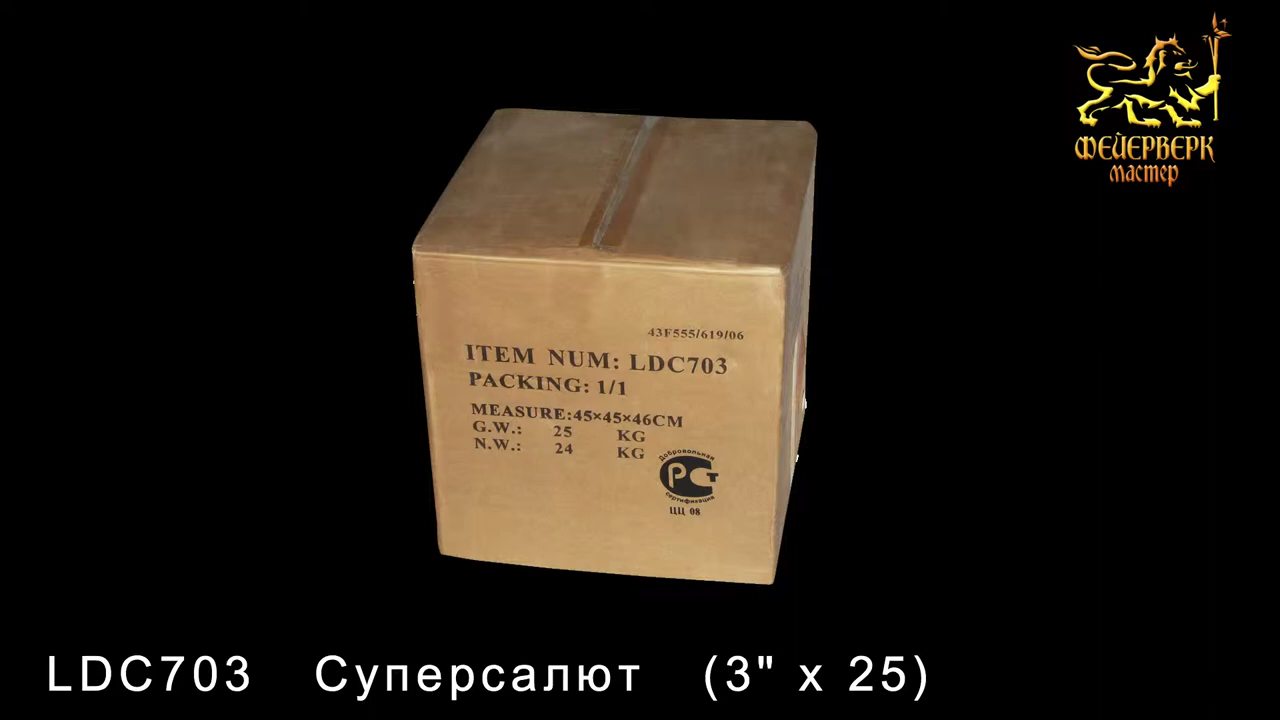 ФЕЙЕРВЕРК
мастер
43F555/619/06
ITEM NUM: LDC703
PACKING: 1/1
MEASURE:45×45×46CM
G.W.: 25 KG
N.W.: 24 KG
Добровольная
РСТ
сертификация
ЦЦ 08
LDC703 Суперсалют (3" x 25)